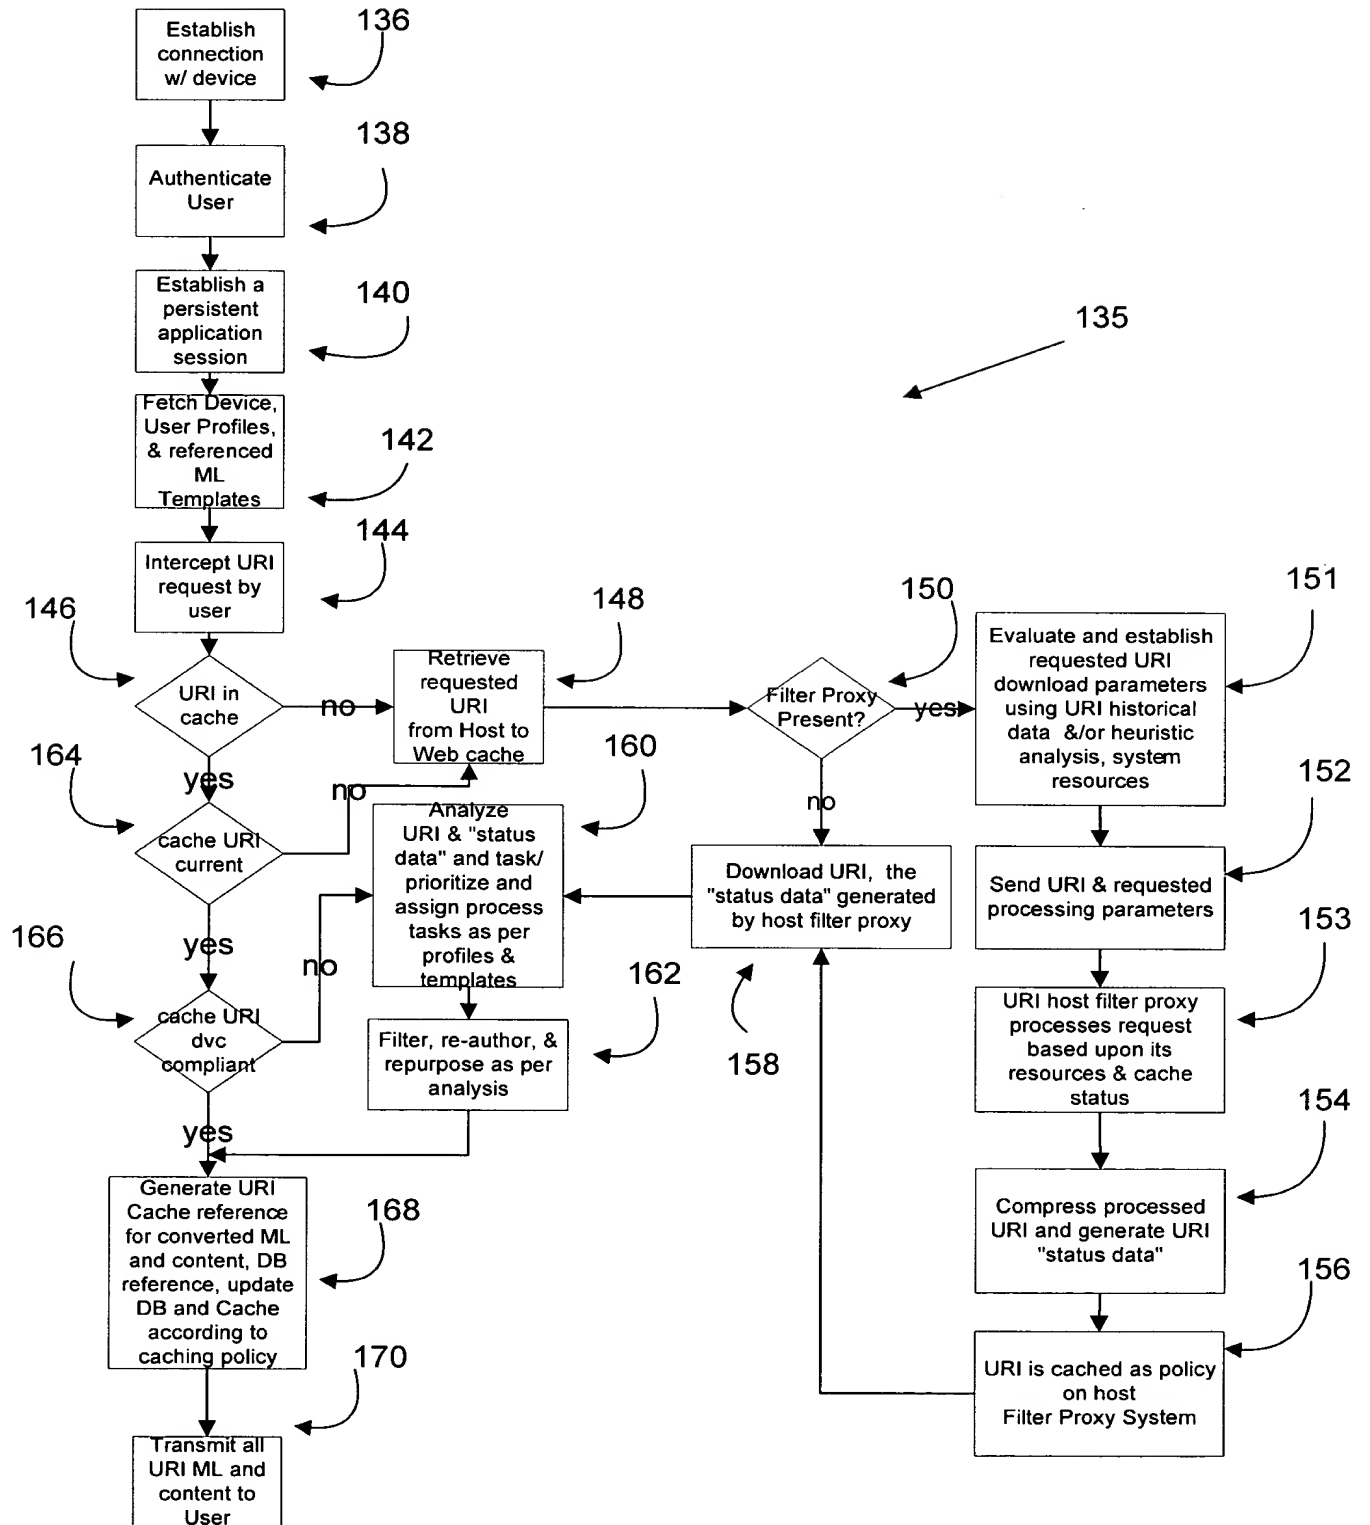 136
Establish
connection
w/ device
138
Authenticate
User
140
Establish a
persistent
application
session
135
142
Fetch Device,
User Profiles,
& referenced
ML
Templates
144
Intercept URI
request by
user
146
URI in
cache
no
yes
148
Retrieve
requested
URI
from Host to
Web cache
150
Filter Proxy
Present?
yes
no
151
Evaluate and establish
requested URI
download parameters
using URI historical
data &/or heuristic
analysis, system
resources
164
cache URI
current
no
yes
160
Analyze
URI & "status
data" and task/
prioritize and
assign process
tasks as per
profiles &
templates
Download URI, the
"status data" generated
by host filter proxy
158
152
Send URI & requested
processing parameters
153
URI host filter proxy
processes request
based upon its
resources & cache
status
166
cache URI
dvc
compliant
no
yes
162
Filter, re-author, &
repurpose as per
analysis
154
Compress processed
URI and generate URI
"status data"
156
URI is cached as policy
on host
Filter Proxy System
168
Generate URI
Cache reference
for converted ML
and content, DB
reference, update
DB and Cache
according to
caching policy
170
Transmit all
URI ML and
content to
User